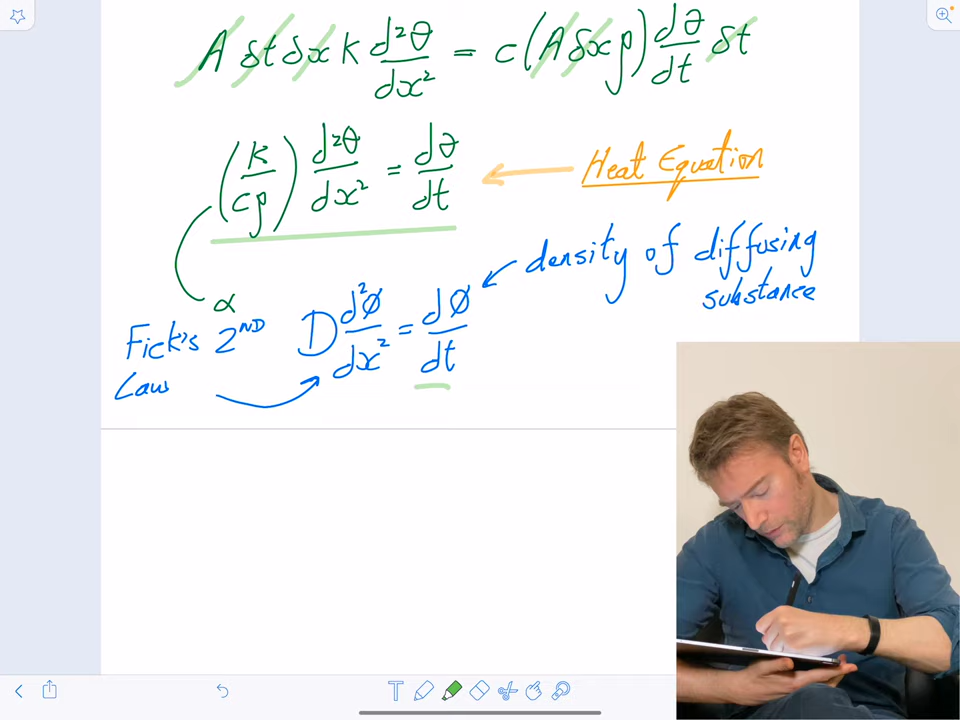 A δt δx k d²θ/dx² = c(Aδxρ) dθ/dt δt
(k/cρ) d²θ/dx² = dθ/dt
Heat Equation
α
density of diffusing
substance
Fick's 2ND
Law
D d²ø/dx² = dø/dt
T